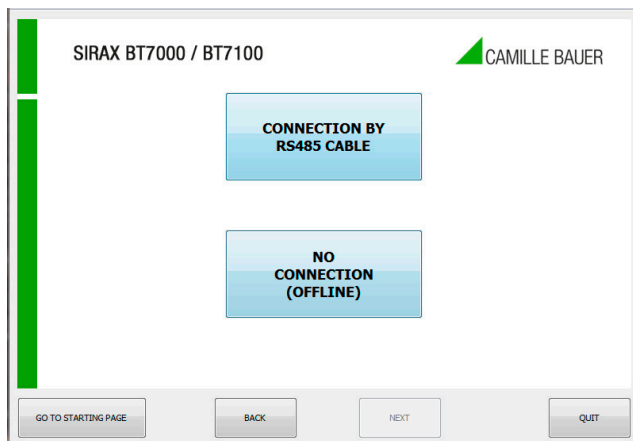 SIRAX BT7000 / BT7100
CAMILLE BAUER
CONNECTION BY
RS485 CABLE
NO
CONNECTION
(OFFLINE)
GO TO STARTING PAGE
BACK
NEXT
QUIT